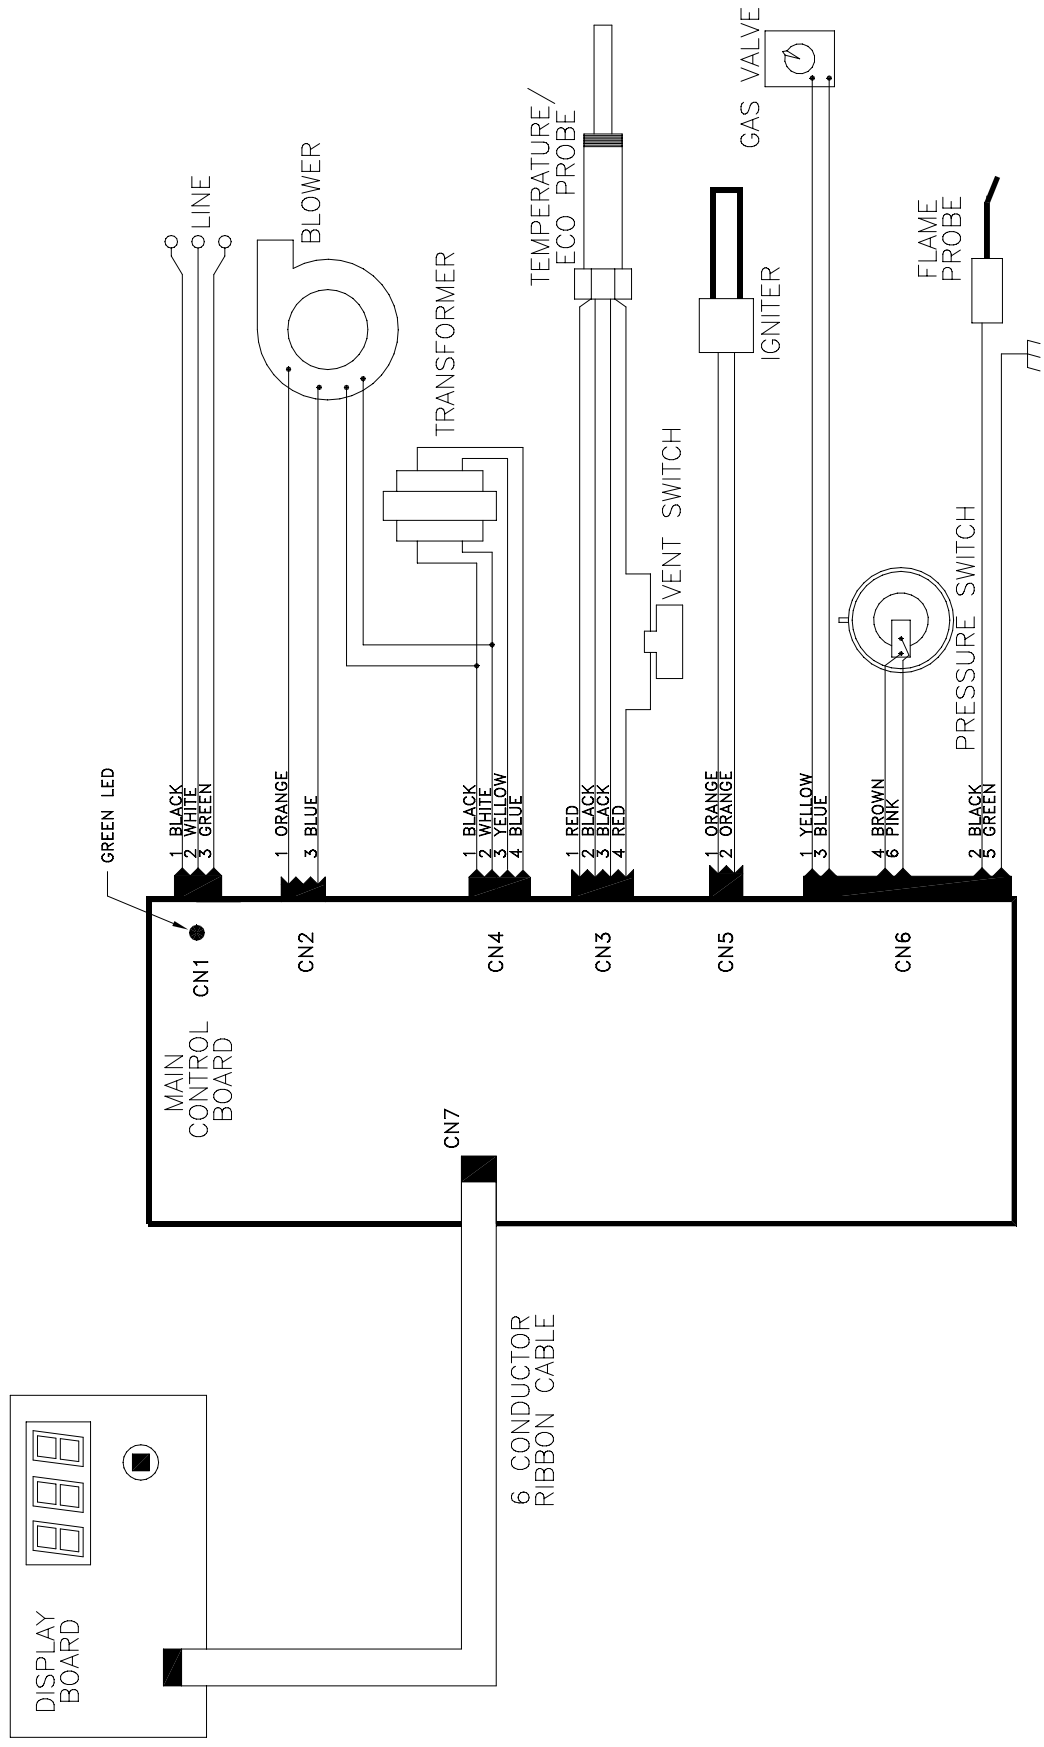 DISPLAY
BOARD
6 CONDUCTOR
RIBBON CABLE
MAIN
CONTROL
BOARD
CN7
GREEN LED
CN1
1 BLACK
2 WHITE
3 GREEN
LINE
CN2
1 ORANGE
3 BLUE
BLOWER
CN4
1 BLACK
2 WHITE
3 YELLOW
4 BLUE
TRANSFORMER
CN3
1 RED
2 BLACK
3 BLACK
4 RED
TEMPERATURE/
ECO PROBE
VENT SWITCH
CN5
1 ORANGE
2 ORANGE
IGNITER
CN6
1 YELLOW
3 BLUE
GAS VALVE
4 BROWN
6 PINK
PRESSURE SWITCH
2 BLACK
5 GREEN
FLAME
PROBE